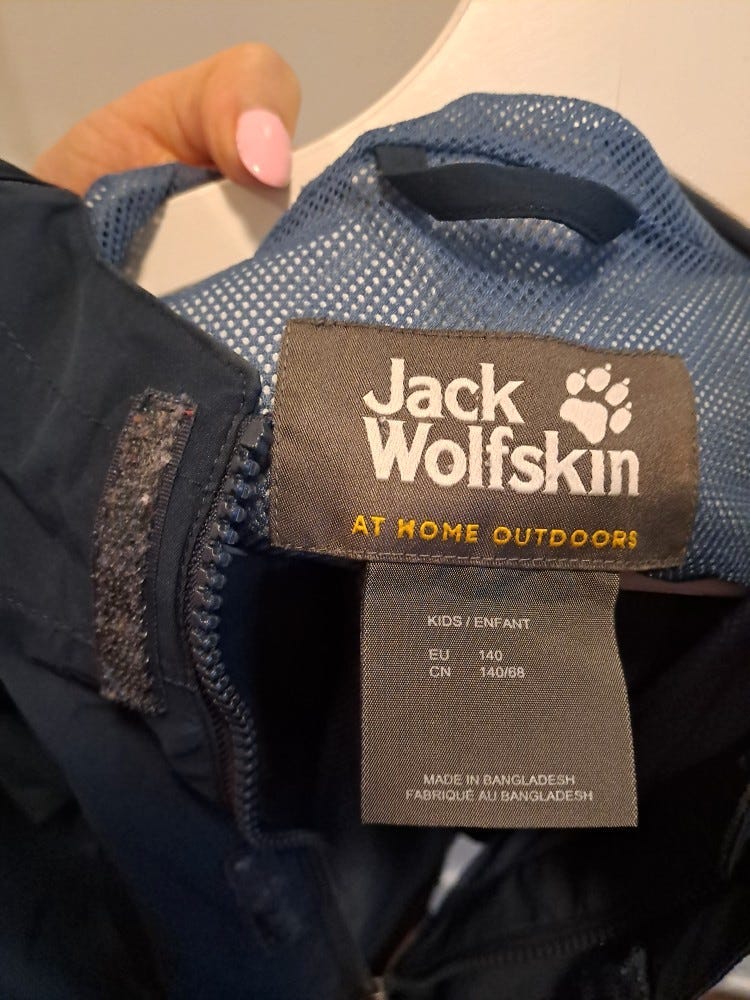 Jack
Wolfskin
AT HOME OUTDOORS
KIDS / ENFANT
EU 140
CN 140/68
MADE IN BANGLADESH
FABRIQUÉ AU BANGLADESH